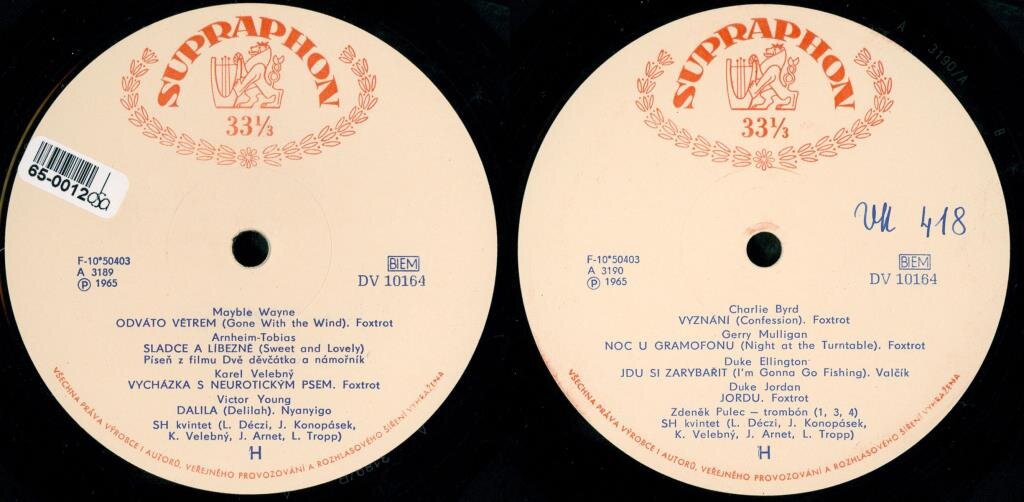 SUPRAPHON
33⅓
65-0012080
F-10*50403
A 3189
Ⓟ 1965
BIEM
DV 10164
Mayble Wayne
ODVÁTO VĚTREM (Gone With the Wind). Foxtrot
Arnheim-Tobias
SLADCE A LÍBEZNĚ (Sweet and Lovely)
Píseň z filmu Dvě děvčátka a námořník
Karel Velebný
VYCHÁZKA S NEUROTICKÝM PSEM. Foxtrot
Victor Young
DALILA (Delilah). Nyanyigo
SH kvintet (L. Déczi, J. Konopásek,
K. Velebný, J. Arnet, L. Tropp)
H
VŠECHNA PRÁVA VÝROBCE I AUTORŮ, VEŘEJNÉHO PROVOZOVÁNÍ A ROZHLASOVÉHO ŠÍŘENÍ VYHRAŽENA
SUPRAPHON
33⅓
A 3190/A
B
VK 418
F-10*50403
A 3190
Ⓟ 1965
BIEM
DV 10164
Charlie Byrd
VYZNÁNÍ (Confession). Foxtrot
Gerry Mulligan
NOC U GRAMOFONU (Night at the Turntable). Foxtrot
Duke Ellington
JDU SI ZARYBAŘIT (I'm Gonna Go Fishing). Valčík
Duke Jordan
JORDU. Foxtrot
Zdeněk Pulec — trombón (1, 3, 4)
SH kvintet (L. Déczi, J. Konopásek,
K. Velebný, J. Arnet, L. Tropp)
H
VŠECHNA PRÁVA VÝROBCE I AUTORŮ, VEŘEJNÉHO PROVOZOVÁNÍ A ROZHLASOVÉHO ŠÍŘENÍ VYHRAŽENA